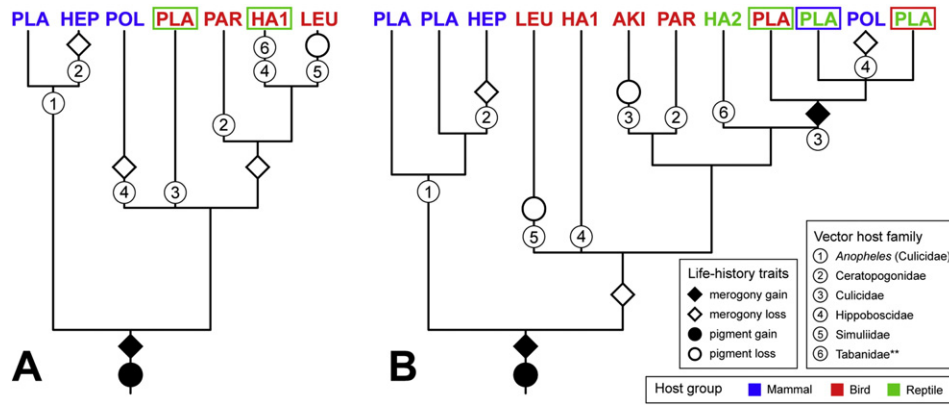 PLA HEP POL PLA PAR HA1 LEU
6
2 4 5
1
2
4 3
A
PLA PLA HEP LEU HA1 AKI PAR HA2 PLA PLA POL PLA
4
2 3 2 6
3
1
5 4
B
Life-history traits
merogony gain
merogony loss
pigment gain
pigment loss
Vector host family
1 Anopheles (Culicidae)
2 Ceratopogonidae
3 Culicidae
4 Hippoboscidae
5 Simuliidae
6 Tabanidae**
Host group Mammal Bird Reptile